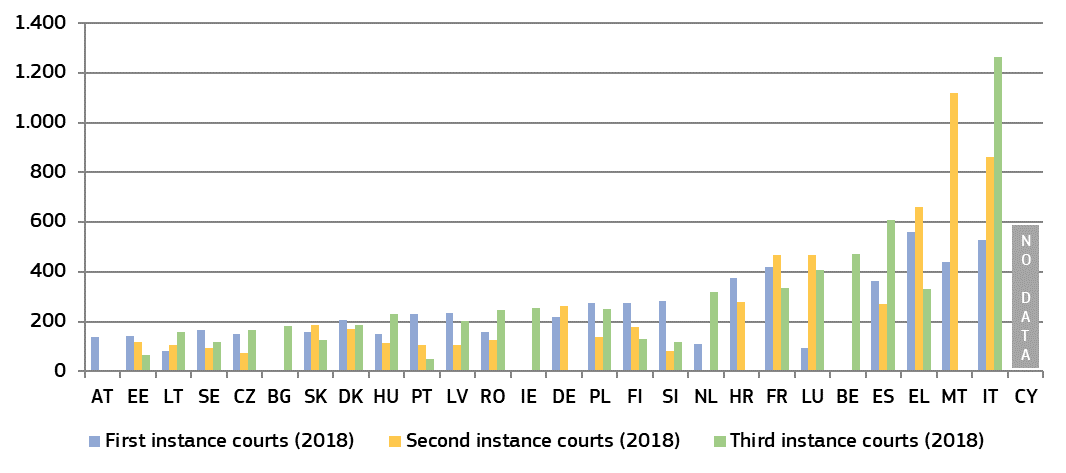 1.400
1.200
1.000
800
600
400
200
0
NO DATA
AT EE LT SE CZ BG SK DK HU PT LV RO IE DE PL FI SI NL HR FR LU BE ES EL MT IT CY
First instance courts (2018) Second instance courts (2018) Third instance courts (2018)